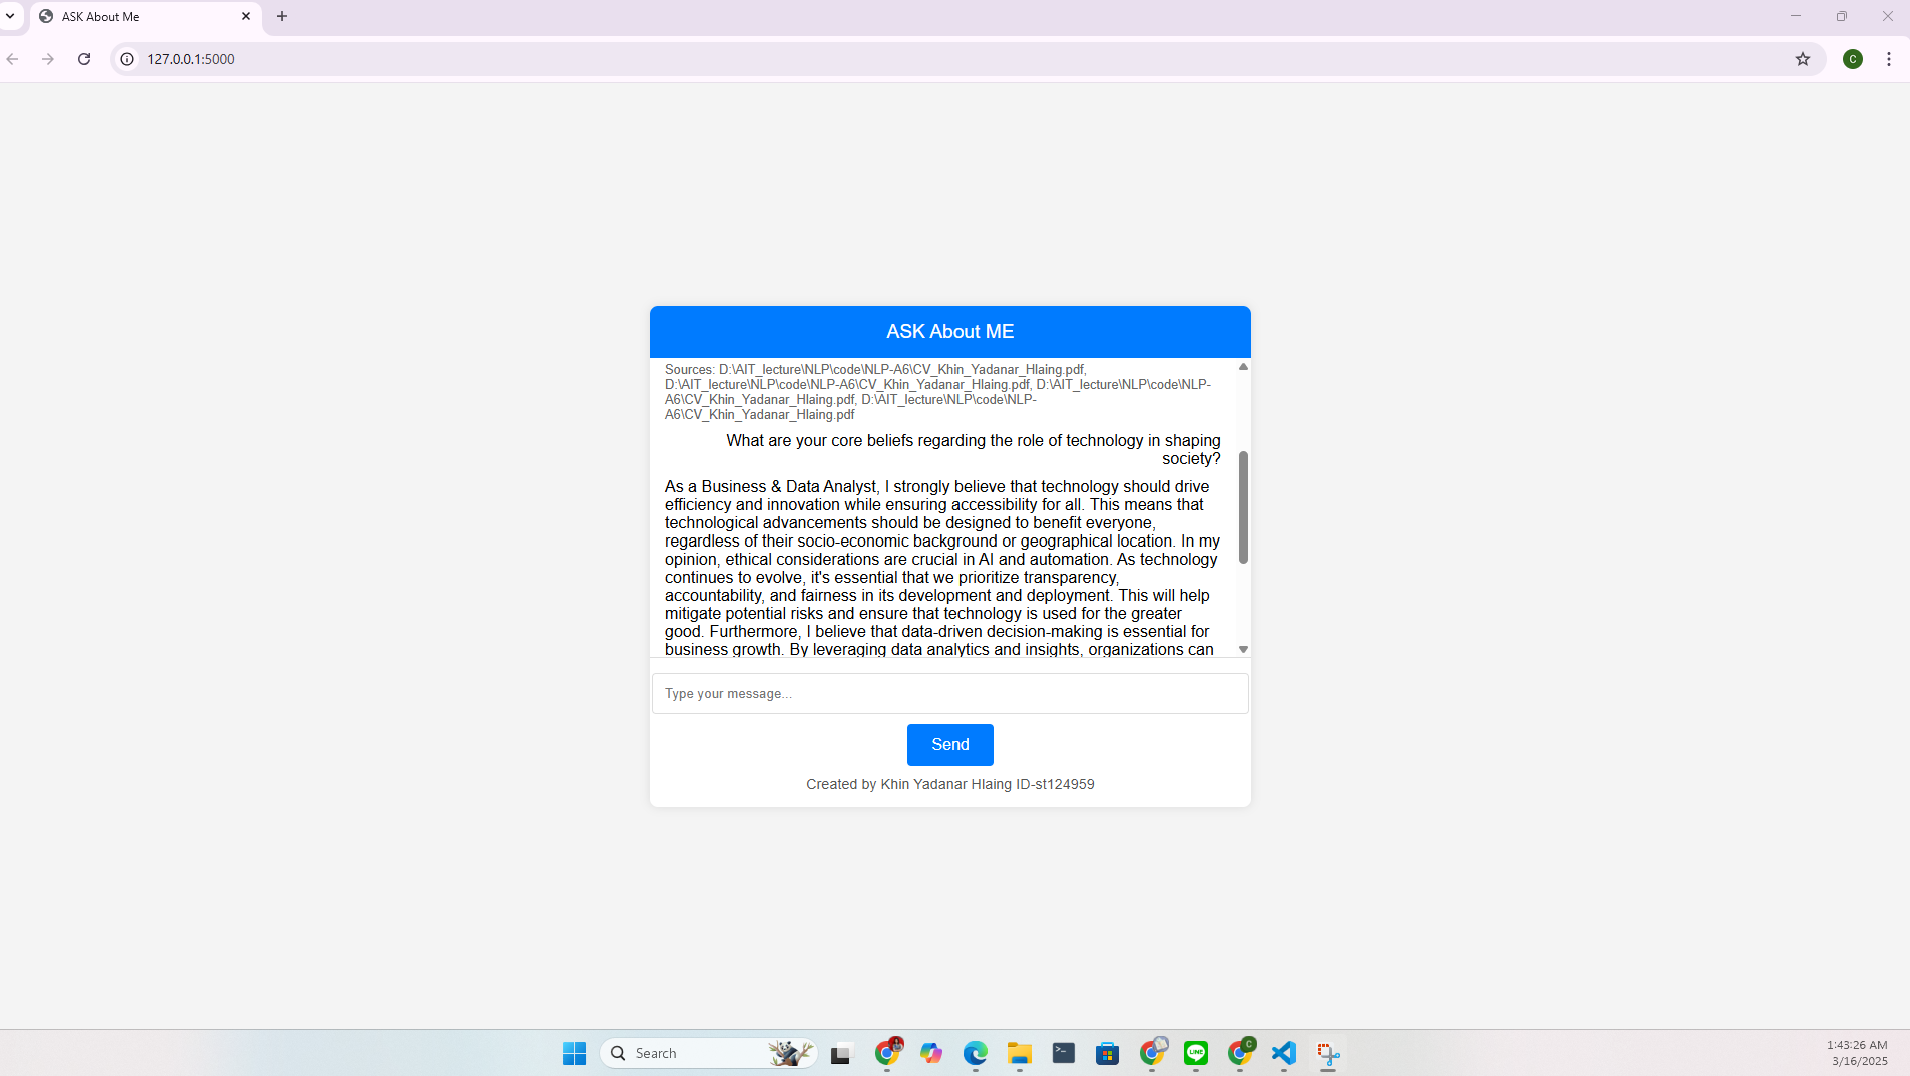 ASK About Me
127.0.0.1:5000
C
ASK About ME
Sources: D:\AIT_lecture\NLP\code\NLP-A6\CV_Khin_Yadanar_Hlaing.pdf,
D:\AIT_lecture\NLP\code\NLP-A6\CV_Khin_Yadanar_Hlaing.pdf, D:\AIT_lecture\NLP\code\NLP-
A6\CV_Khin_Yadanar_Hlaing.pdf, D:\AIT_lecture\NLP\code\NLP-
A6\CV_Khin_Yadanar_Hlaing.pdf
What are your core beliefs regarding the role of technology in shaping
society?
As a Business & Data Analyst, I strongly believe that technology should drive
efficiency and innovation while ensuring accessibility for all. This means that
technological advancements should be designed to benefit everyone,
regardless of their socio-economic background or geographical location. In my
opinion, ethical considerations are crucial in AI and automation. As technology
continues to evolve, it's essential that we prioritize transparency,
accountability, and fairness in its development and deployment. This will help
mitigate potential risks and ensure that technology is used for the greater
good. Furthermore, I believe that data-driven decision-making is essential for
business growth. By leveraging data analytics and insights, organizations can
Type your message...
Send
Created by Khin Yadanar Hlaing ID-st124959
Search
LINE
C
1:43:26 AM
3/16/2025